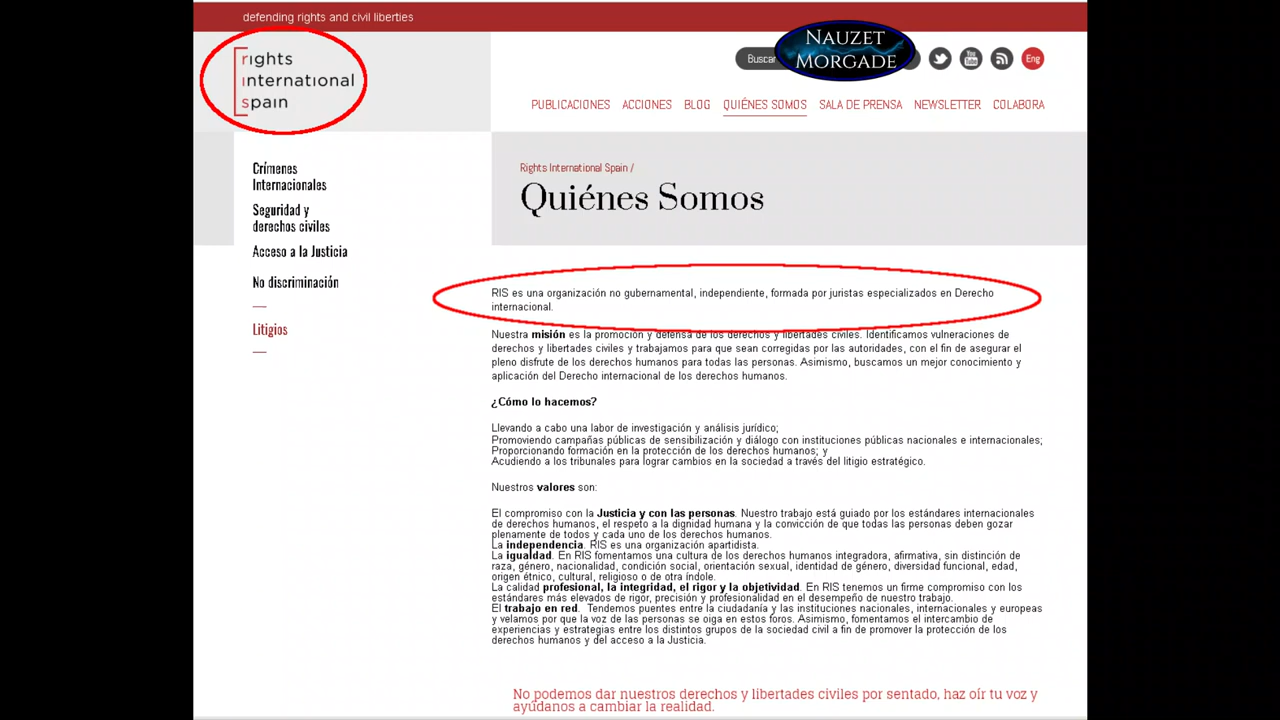 defending rights and civil liberties
rights
international
spain
Buscar
NAUZET
MORGADE
You
Tube
Eng
PUBLICACIONES ACCIONES BLOG QUIÉNES SOMOS SALA DE PRENSA NEWSLETTER COLABORA
Crímenes
Internacionales
Seguridad y
derechos civiles
Acceso a la Justicia
No discriminación
Litigios
Rights International Spain /
Quiénes Somos
RIS es una organización no gubernamental, independiente, formada por juristas especializados en Derecho
internacional.
Nuestra misión es la promoción y defensa de los derechos y libertades civiles. Identificamos vulneraciones de
derechos y libertades civiles y trabajamos para que sean corregidas por las autoridades, con el fin de asegurar el
pleno disfrute de los derechos humanos para todas las personas. Asimismo, buscamos un mejor conocimiento y
aplicación del Derecho internacional de los derechos humanos.
¿Cómo lo hacemos?
Llevando a cabo una labor de investigación y análisis jurídico;
Promoviendo campañas públicas de sensibilización y diálogo con instituciones públicas nacionales e internacionales;
Proporcionando formación en la protección de los derechos humanos; y
Acudiendo a los tribunales para lograr cambios en la sociedad a través del litigio estratégico.
Nuestros valores son:
El compromiso con la Justicia y con las personas. Nuestro trabajo está guiado por los estándares internacionales
de derechos humanos, el respeto a la dignidad humana y la convicción de que todas las personas deben gozar
plenamente de todos y cada uno de los derechos humanos.
La independencia. RIS es una organización apartidista.
La igualdad. En RIS fomentamos una cultura de los derechos humanos integradora, afirmativa, sin distinción de
raza, género, nacionalidad, condición social, orientación sexual, identidad de género, diversidad funcional, edad,
origen étnico, cultural, religioso o de otra índole.
La calidad profesional, la integridad, el rigor y la objetividad. En RIS tenemos un firme compromiso con los
estándares más elevados de rigor, precisión y profesionalidad en el desempeño de nuestro trabajo.
El trabajo en red. Tendemos puentes entre la ciudadanía y las instituciones nacionales, internacionales y europeas
y velamos por que la voz de las personas se oiga en estos foros. Asimismo, fomentamos el intercambio de
experiencias y estrategias entre los distintos grupos de la sociedad civil a fin de promover la protección de los
derechos humanos y del acceso a la Justicia.
No podemos dar nuestros derechos y libertades civiles por sentado, haz oír tu voz y
ayúdanos a cambiar la realidad.